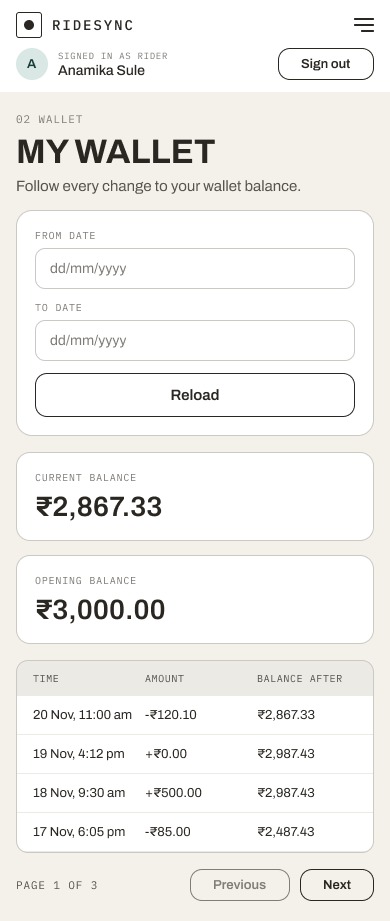 RIDESYNC
A
SIGNED IN AS RIDER
Anamika Sule
Sign out
02 WALLET
MY WALLET
Follow every change to your wallet balance.
FROM DATE
dd/mm/yyyy
TO DATE
dd/mm/yyyy
Reload
CURRENT BALANCE
₹2,867.33
OPENING BALANCE
₹3,000.00
TIME AMOUNT BALANCE AFTER
20 Nov, 11:00 am -₹120.10 ₹2,867.33
19 Nov, 4:12 pm +₹0.00 ₹2,987.43
18 Nov, 9:30 am +₹500.00 ₹2,987.43
17 Nov, 6:05 pm -₹85.00 ₹2,487.43
PAGE 1 OF 3 Previous Next